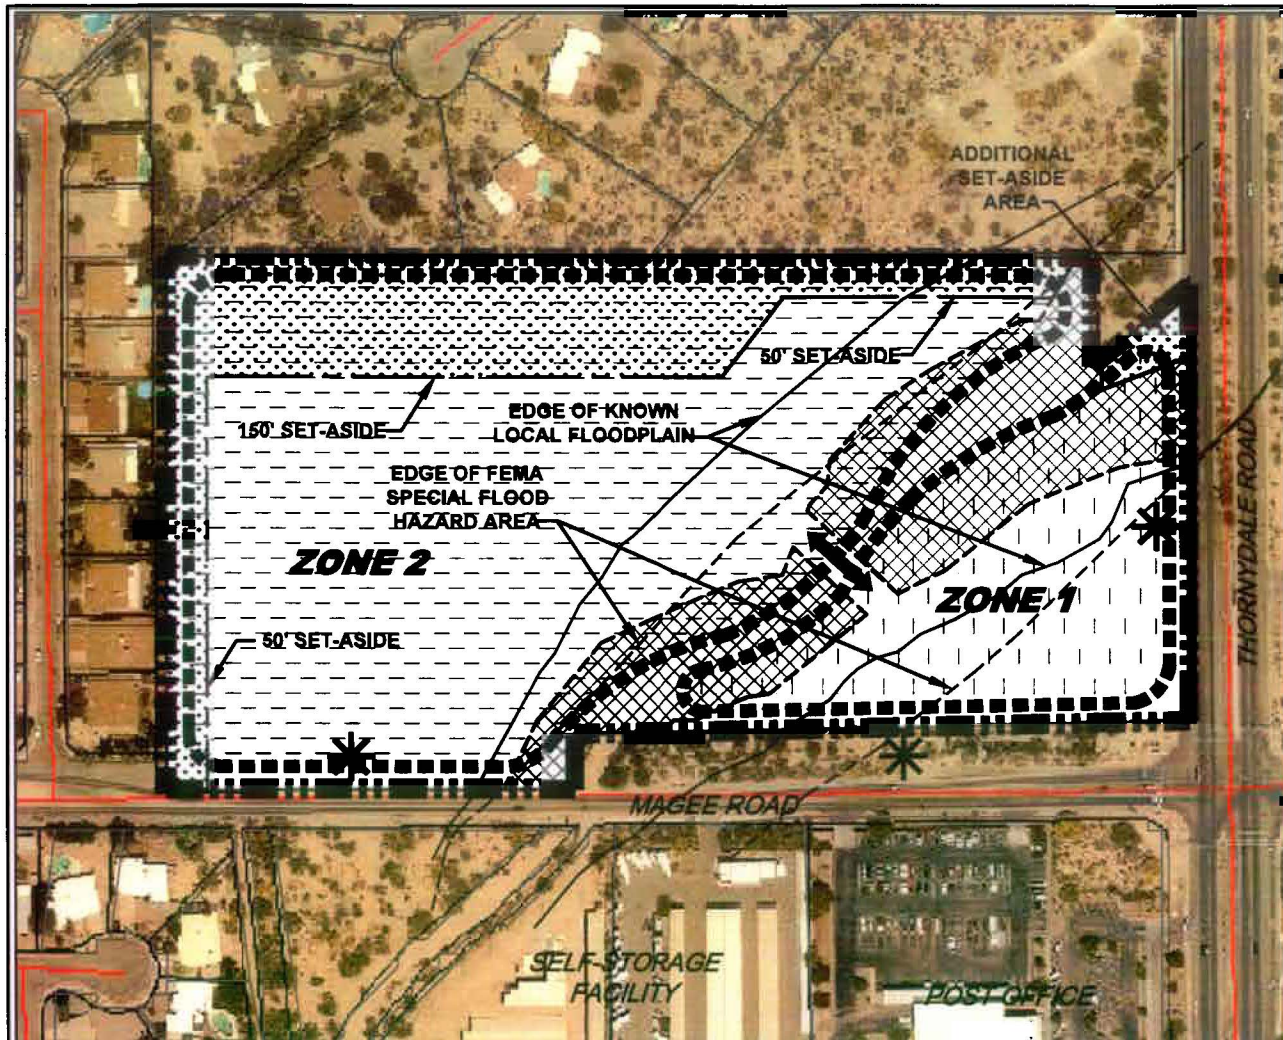 ADDITIONAL
SET-ASIDE
AREA
50' SET-ASIDE
EDGE OF KNOWN
LOCAL FLOODPLAIN
150' SET-ASIDE
EDGE OF FEMA
SPECIAL FLOOD
HAZARD AREA
ZONE 2
ZONE 1
50' SET-ASIDE
THORNYDALE ROAD
MAGEE ROAD
SELF-STORAGE
FACILITY
POST OFFICE